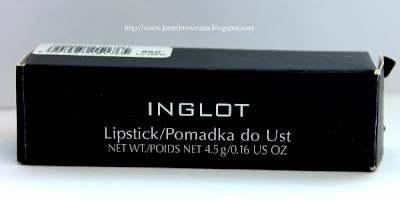 http://www.karminoweusta.blogspot.com
INGLOT
Lipstick/Pomadka do Ust
NET WT./POIDS NET 4.5 g/0.16 US OZ